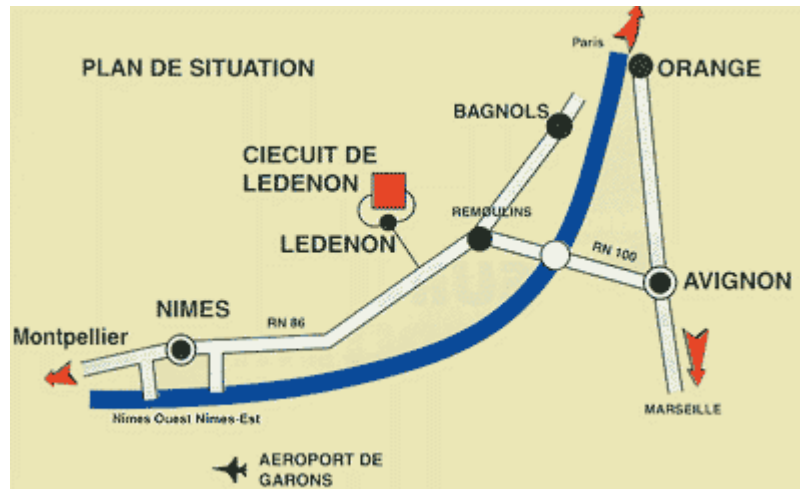 Paris
PLAN DE SITUATION
ORANGE
BAGNOLS
CIECUIT DE
LEDENON
REMOULINS
LEDENON
RN 100
AVIGNON
NIMES
RN 86
Montpellier
MARSEILLE
Nimes Ouest Nimes-Est
AEROPORT DE
GARONS